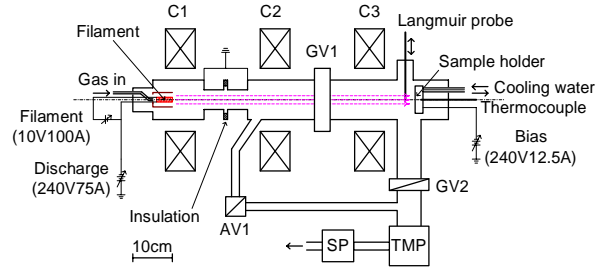 C1
C2
C3
Filament
GV1
Langmuir probe
Sample holder
Gas in
Cooling water
Thermocouple
Filament
(10V100A)
Bias
(240V12.5A)
Discharge
(240V75A)
GV2
Insulation
AV1
10cm
SP
TMP